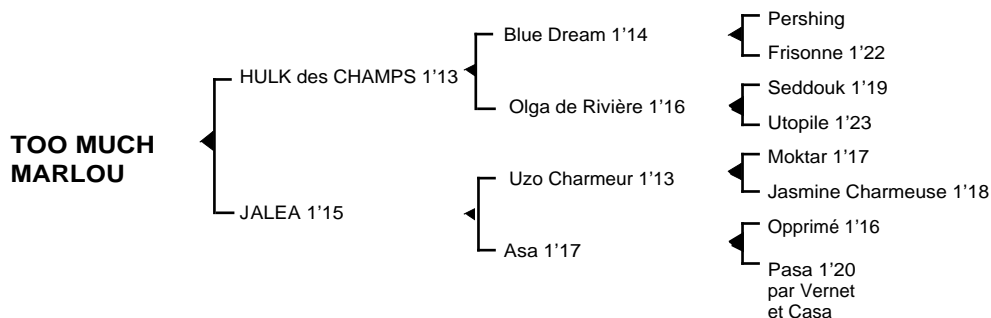 TOO MUCH
MARLOU
HULK des CHAMPS 1’13
JALEA 1’15
Blue Dream 1’14
Olga de Rivière 1’16
Uzo Charmeur 1’13
Asa 1’17
Pershing
Frisonne 1’22
Seddouk 1’19
Utopile 1’23
Moktar 1’17
Jasmine Charmeuse 1’18
Opprimé 1’16
Pasa 1’20
par Vernet
et Casa